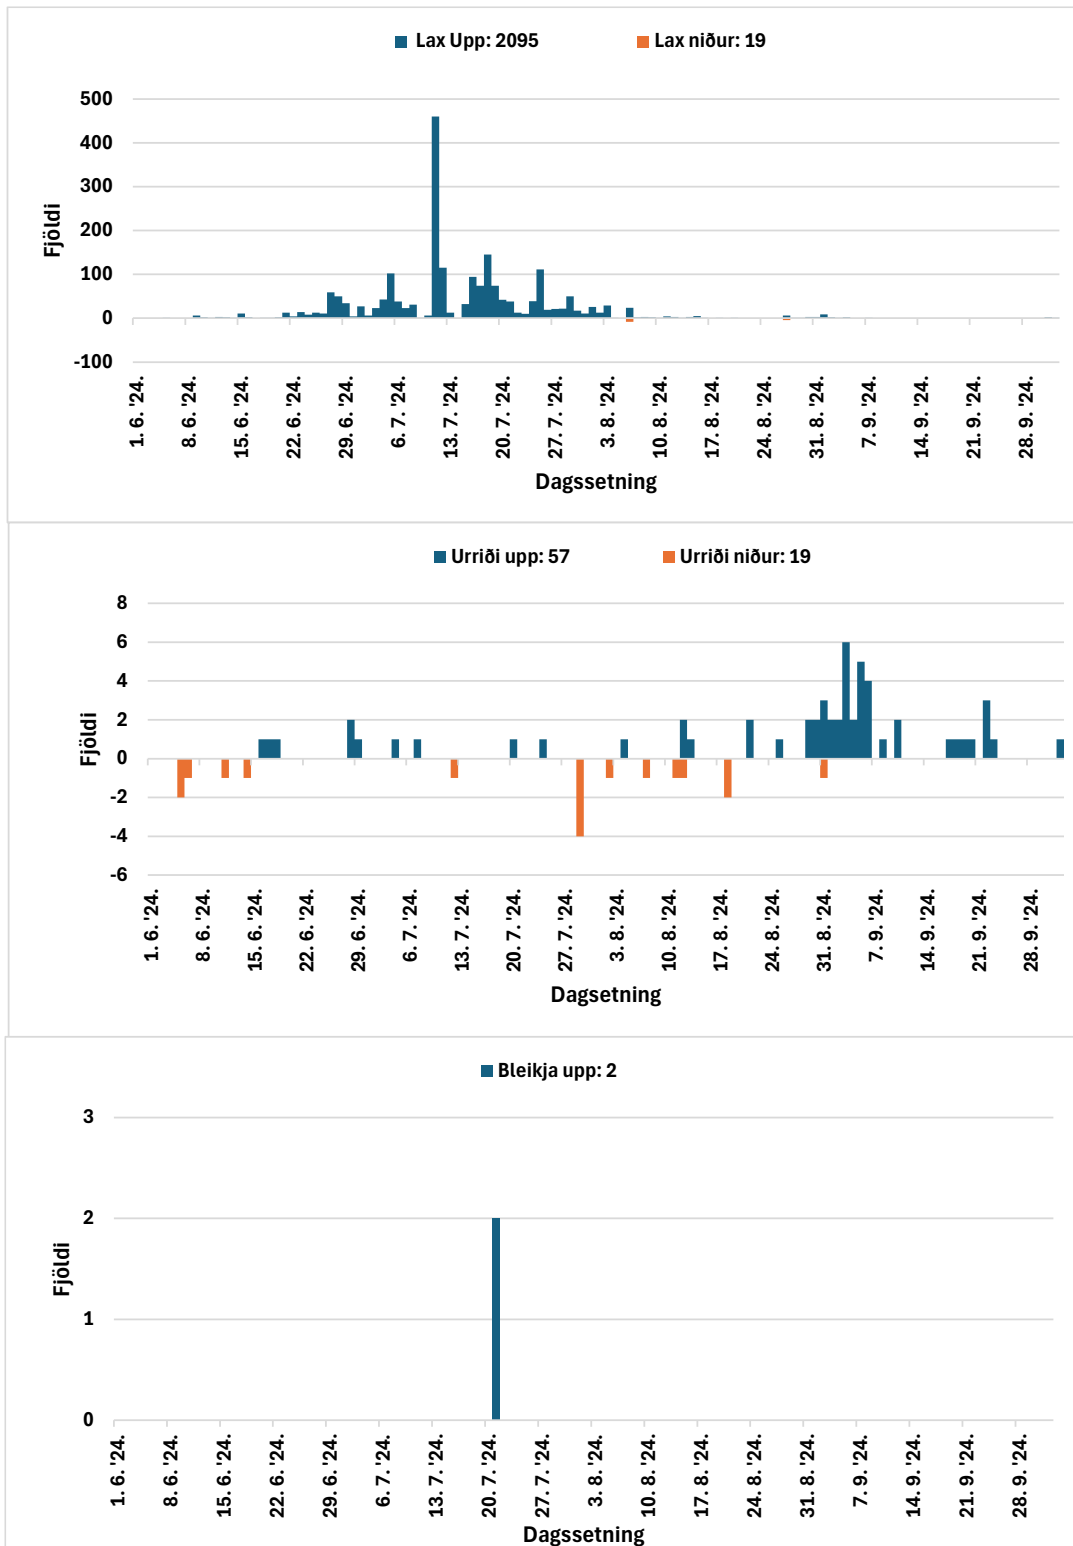 Lax Upp: 2095 Lax niður: 19
500
400
300
200
100
0
-100
Fjöldi
1. 6. '24. 8. 6. '24. 15. 6. '24. 22. 6. '24. 29. 6. '24. 6. 7. '24. 13. 7. '24. 20. 7. '24. 27. 7. '24. 3. 8. '24. 10. 8. '24. 17. 8. '24. 24. 8. '24. 31. 8. '24. 7. 9. '24. 14. 9. '24. 21. 9. '24. 28. 9. '24.
Dagssetning
Urriði upp: 57 Urriði niður: 19
8
6
4
2
0
-2
-4
-6
Fjöldi
1. 6. '24. 8. 6. '24. 15. 6. '24. 22. 6. '24. 29. 6. '24. 6. 7. '24. 13. 7. '24. 20. 7. '24. 27. 7. '24. 3. 8. '24. 10. 8. '24. 17. 8. '24. 24. 8. '24. 31. 8. '24. 7. 9. '24. 14. 9. '24. 21. 9. '24. 28. 9. '24.
Dagsetning
Bleikja upp: 2
3
2
1
0
Fjöldi
1. 6. '24. 8. 6. '24. 15. 6. '24. 22. 6. '24. 29. 6. '24. 6. 7. '24. 13. 7. '24. 20. 7. '24. 27. 7. '24. 3. 8. '24. 10. 8. '24. 17. 8. '24. 24. 8. '24. 31. 8. '24. 7. 9. '24. 14. 9. '24. 21. 9. '24. 28. 9. '24.
Dagssetning